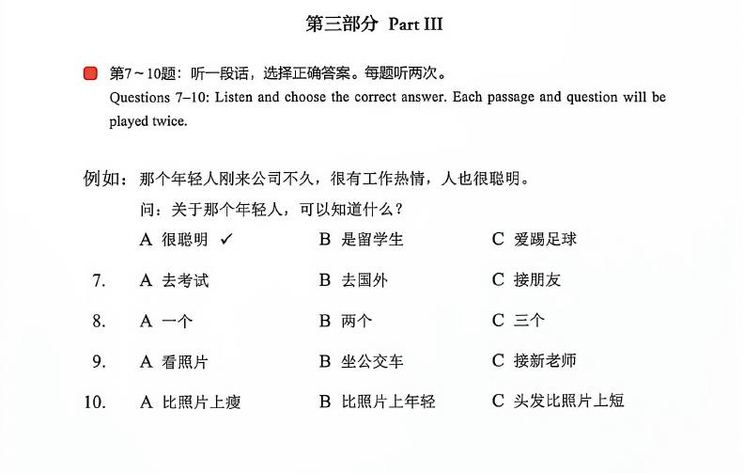 第三部分 Part III
第7～10题：听一段话，选择正确答案。每题听两次。
Questions 7–10: Listen and choose the correct answer. Each passage and question will be
played twice.
例如：那个年轻人刚来公司不久，很有工作热情，人也很聪明。
问：关于那个年轻人，可以知道什么？
A 很聪明 ✓ B 是留学生 C 爱踢足球
7. A 去考试 B 去国外 C 接朋友
8. A 一个 B 两个 C 三个
9. A 看照片 B 坐公交车 C 接新老师
10. A 比照片上瘦 B 比照片上年轻 C 头发比照片上短